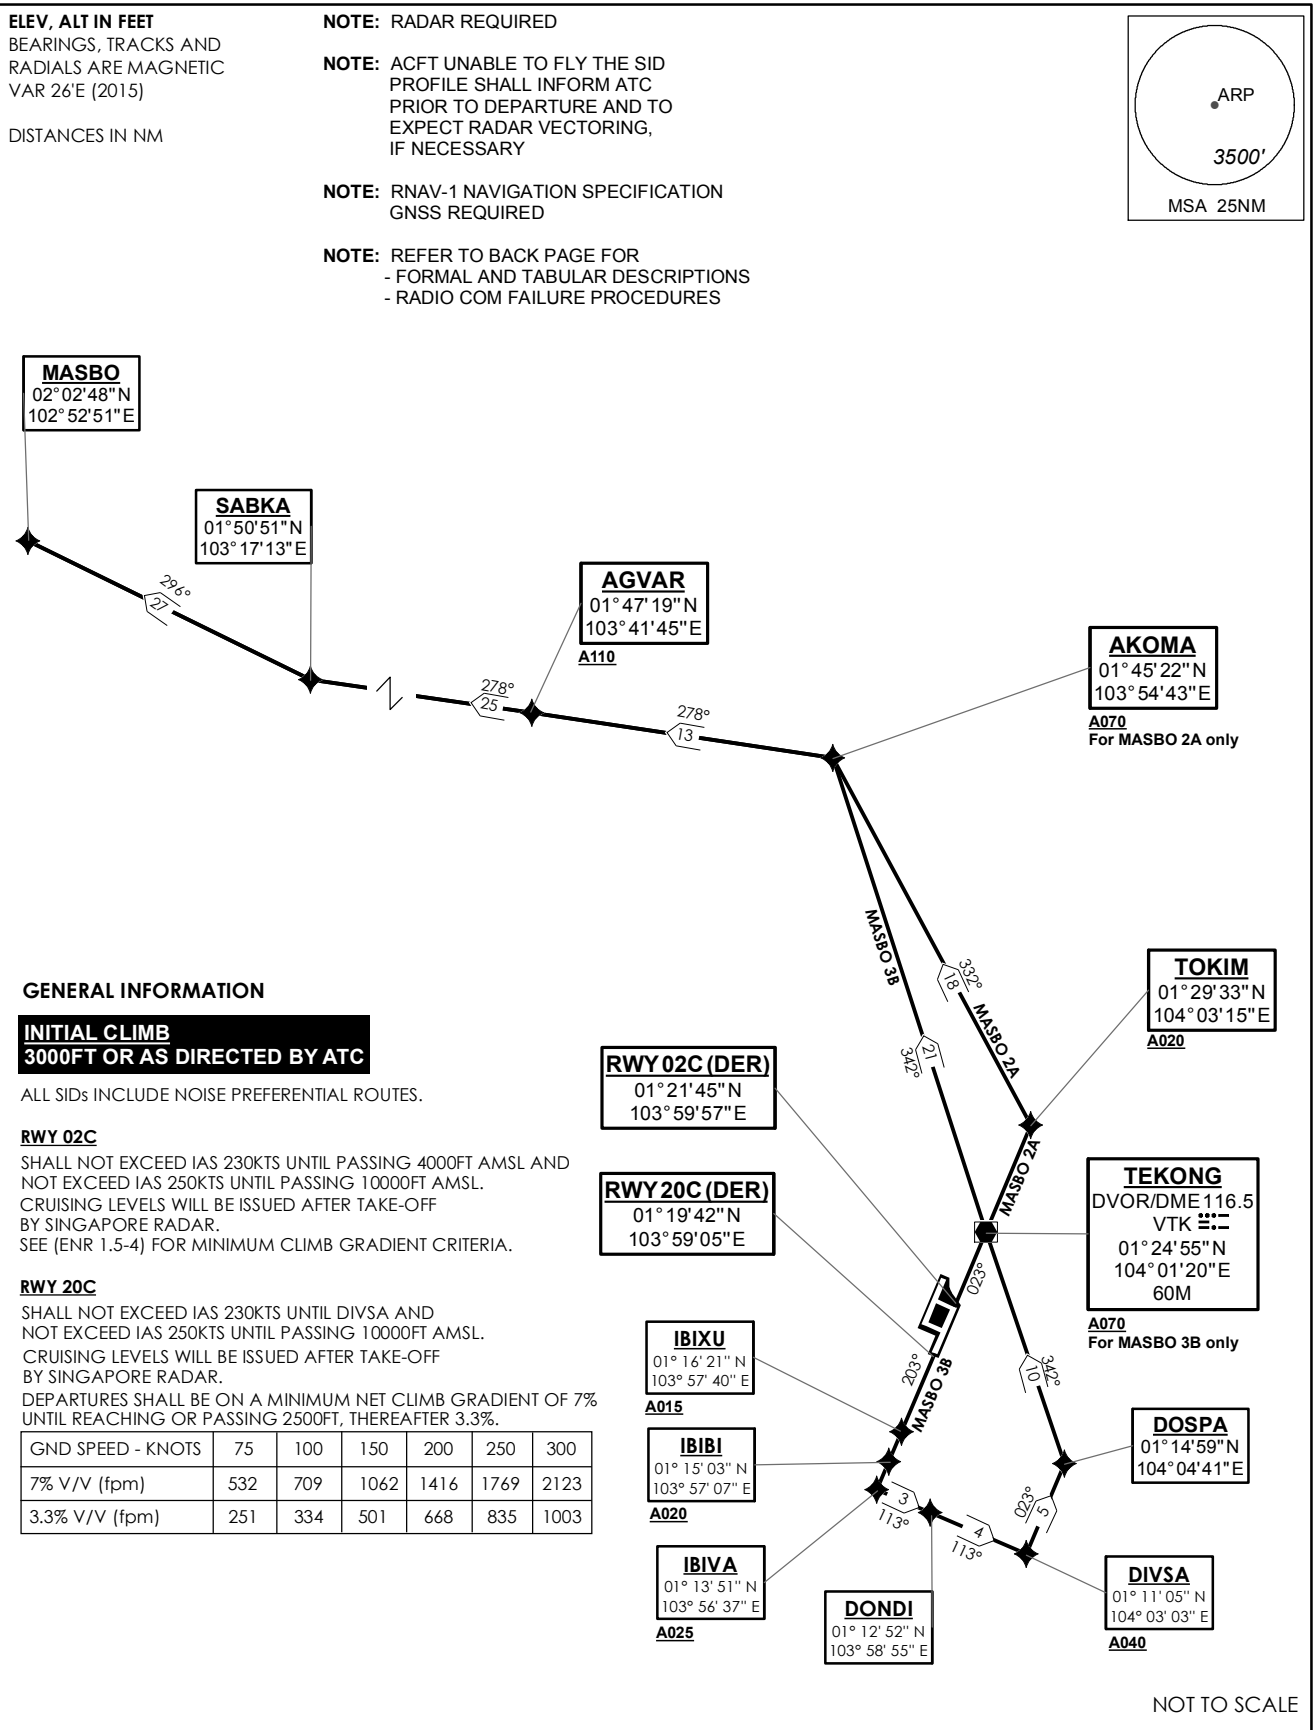 ELEV, ALT IN FEET
BEARINGS, TRACKS AND
RADIALS ARE MAGNETIC
VAR 26'E (2015)
DISTANCES IN NM
NOTE: RADAR REQUIRED
NOTE: ACFT UNABLE TO FLY THE SID
PROFILE SHALL INFORM ATC
PRIOR TO DEPARTURE AND TO
EXPECT RADAR VECTORING,
IF NECESSARY
NOTE: RNAV-1 NAVIGATION SPECIFICATION
GNSS REQUIRED
NOTE: REFER TO BACK PAGE FOR
- FORMAL AND TABULAR DESCRIPTIONS
- RADIO COM FAILURE PROCEDURES
ARP
3500'
MSA 25NM
MASBO
02°02'48"N
102°52'51"E
SABKA
01°50'51"N
103°17'13"E
AGVAR
01°47'19"N
103°41'45"E
A110
AKOMA
01°45'22"N
103°54'43"E
A070
For MASBO 2A only
296°
27
278°
25
278°
13
MASBO 3B
332°
18
MASBO 2A
21
342°
TOKIM
01°29'33"N
104°03'15"E
A020
GENERAL INFORMATION
INITIAL CLIMB
3000FT OR AS DIRECTED BY ATC
ALL SIDs INCLUDE NOISE PREFERENTIAL ROUTES.
RWY 02C
SHALL NOT EXCEED IAS 230KTS UNTIL PASSING 4000FT AMSL AND
NOT EXCEED IAS 250KTS UNTIL PASSING 10000FT AMSL.
CRUISING LEVELS WILL BE ISSUED AFTER TAKE-OFF
BY SINGAPORE RADAR.
SEE (ENR 1.5-4) FOR MINIMUM CLIMB GRADIENT CRITERIA.
RWY 20C
SHALL NOT EXCEED IAS 230KTS UNTIL DIVSA AND
NOT EXCEED IAS 250KTS UNTIL PASSING 10000FT AMSL.
CRUISING LEVELS WILL BE ISSUED AFTER TAKE-OFF
BY SINGAPORE RADAR.
DEPARTURES SHALL BE ON A MINIMUM NET CLIMB GRADIENT OF 7%
UNTIL REACHING OR PASSING 2500FT, THEREAFTER 3.3%.
GND SPEED - KNOTS 75 100 150 200 250 300
7% V/V (fpm) 532 709 1062 1416 1769 2123
3.3% V/V (fpm) 251 334 501 668 835 1003
RWY 02C (DER)
01°21'45"N
103°59'57"E
RWY 20C (DER)
01°19'42"N
103°59'05"E
MASBO 2A
TEKONG
DVOR/DME 116.5
VTK
01°24'55"N
104°01'20"E
60M
A070
For MASBO 3B only
023°
203°
MASBO 3B
342°
10
IBIXU
01° 16' 21" N
103° 57' 40" E
A015
IBIBI
01° 15' 03" N
103° 57' 07" E
A020
IBIVA
01° 13' 51" N
103° 56' 37" E
A025
3
113°
4
113°
023°
5
DOSPA
01°14'59"N
104°04'41"E
DONDI
01° 12' 52" N
103° 58' 55" E
DIVSA
01° 11' 05" N
104° 03' 03" E
A040
NOT TO SCALE